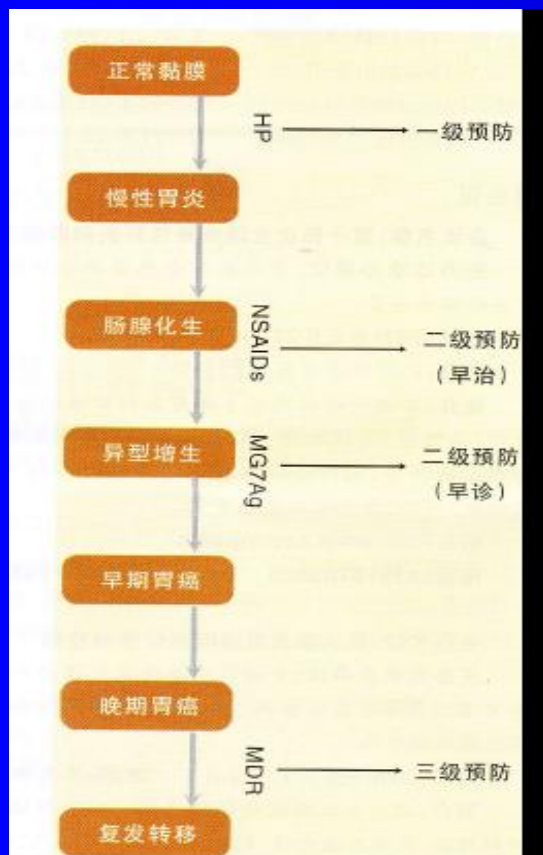 正常黏膜
HP
一级预防
慢性胃炎
肠腺化生
NSAIDs
二级预防
(早治)
异型增生
MG7Ag
二级预防
(早诊)
早期胃癌
晚期胃癌
MDR
三级预防
复发转移